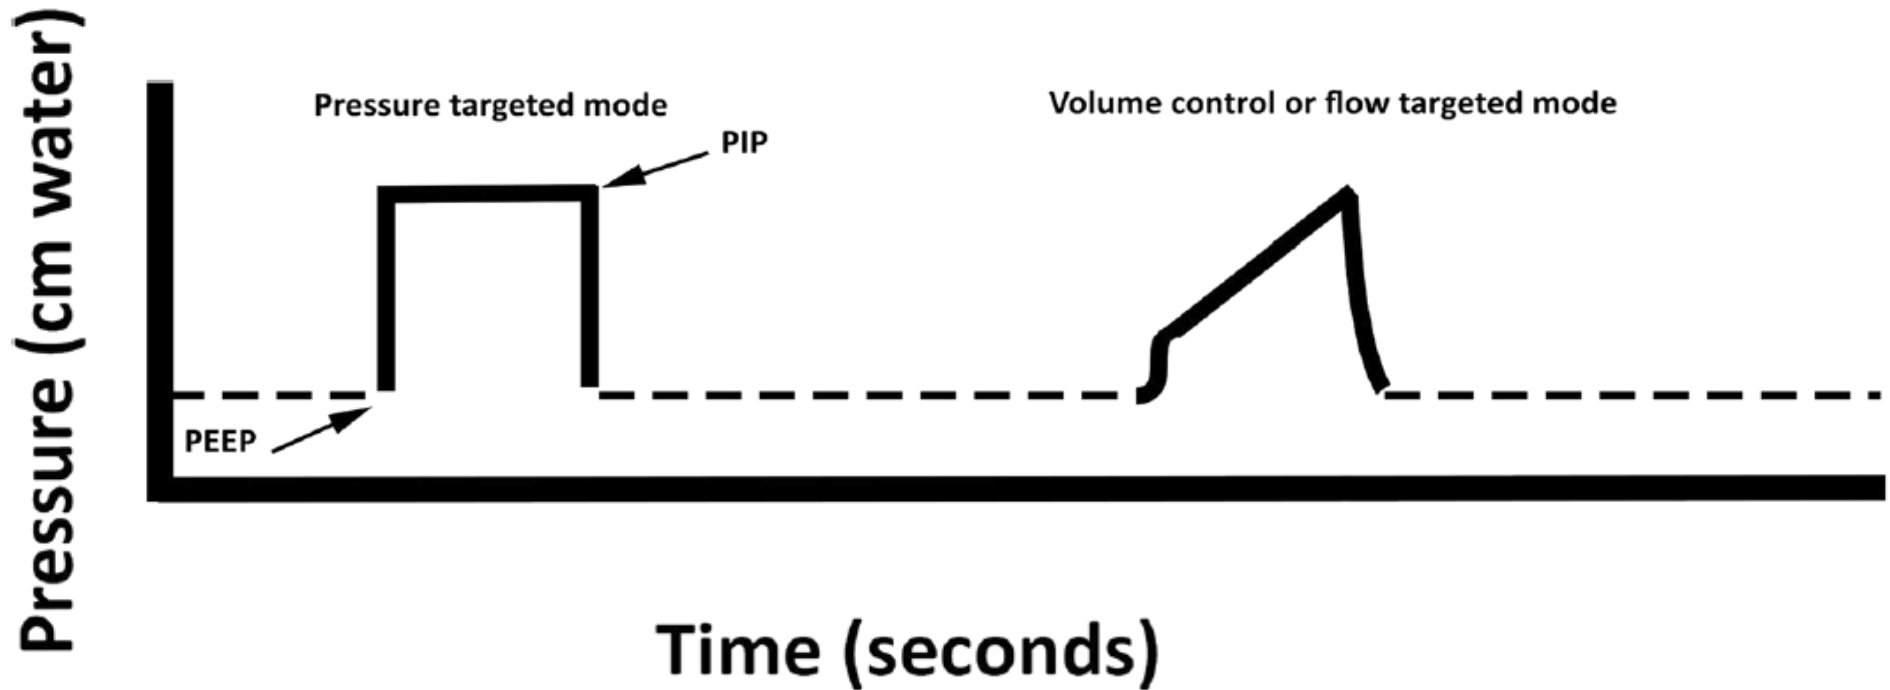 Pressure (cm water)
Pressure targeted mode
PIP
Volume control or flow targeted mode
PEEP
Time (seconds)